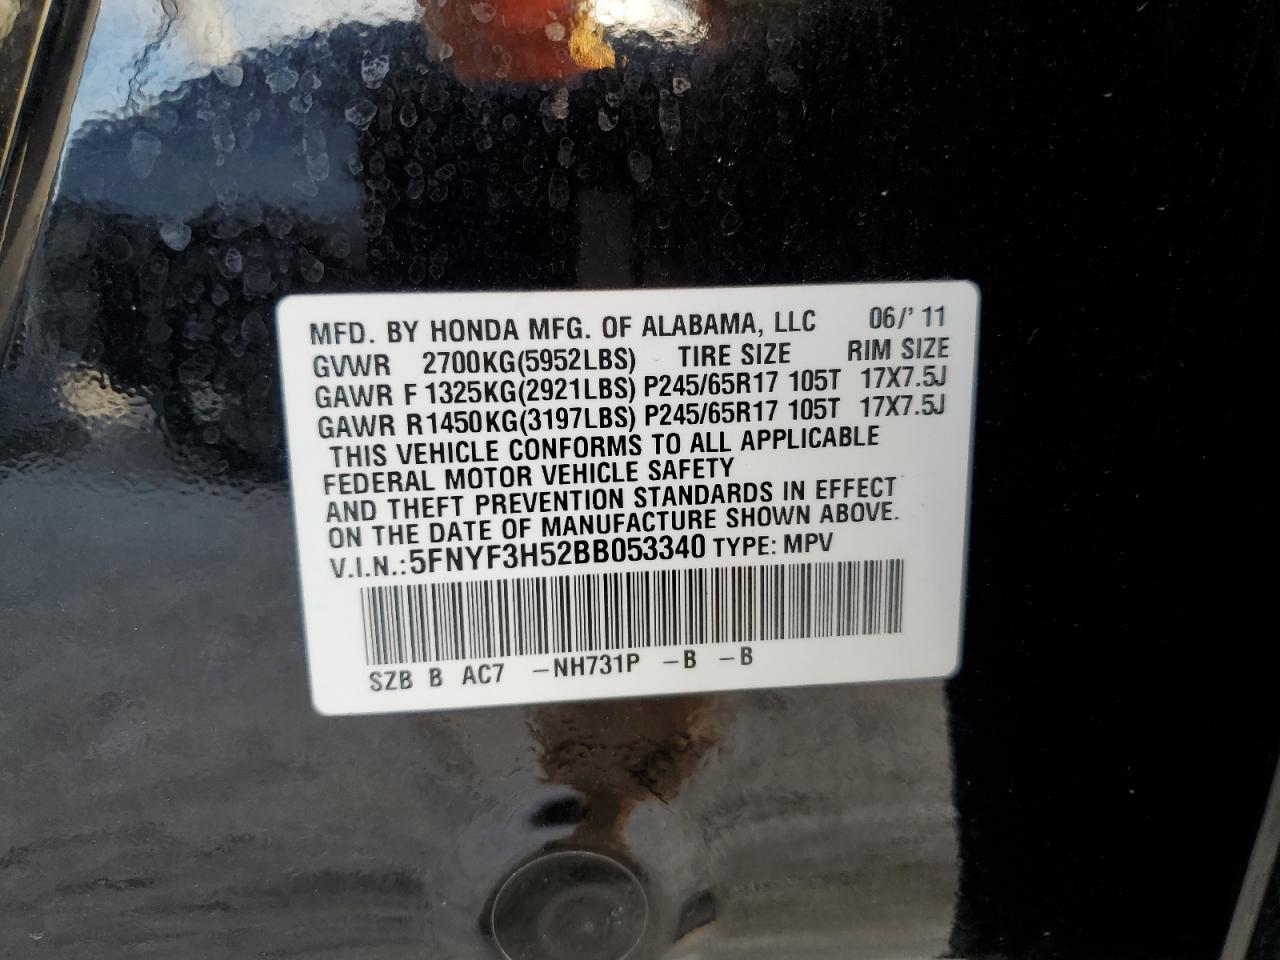 MFD. BY HONDA MFG. OF ALABAMA, LLC 06/' 11
GVWR 2700KG(5952LBS) TIRE SIZE RIM SIZE
GAWR F 1325KG(2921LBS) P245/65R17 105T 17X7.5J
GAWR R 1450KG(3197LBS) P245/65R17 105T 17X7.5J
THIS VEHICLE CONFORMS TO ALL APPLICABLE
FEDERAL MOTOR VEHICLE SAFETY
AND THEFT PREVENTION STANDARDS IN EFFECT
ON THE DATE OF MANUFACTURE SHOWN ABOVE.
V.I.N.: 5FNYF3H52BB053340 TYPE: MPV
SZB B AC7 -NH731P -B -B